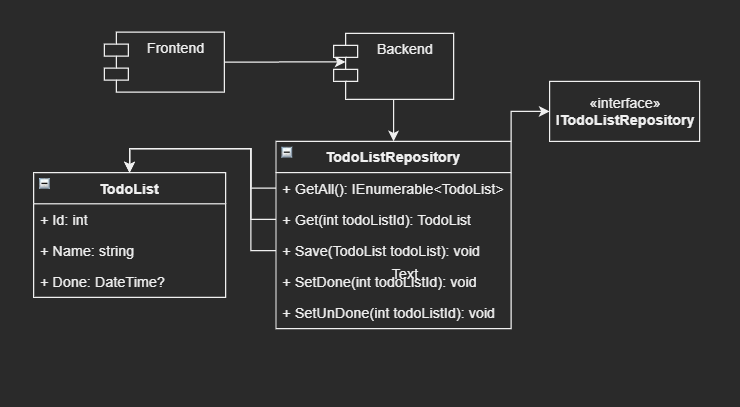 Frontend
Backend
«interface»
ITodoListRepository
TodoListRepository
+ GetAll(): IEnumerable<TodoList>
+ Get(int todoListId): TodoList
+ Save(TodoList todoList): void
Text
+ SetDone(int todoListId): void
+ SetUnDone(int todoListId): void
TodoList
+ Id: int
+ Name: string
+ Done: DateTime?